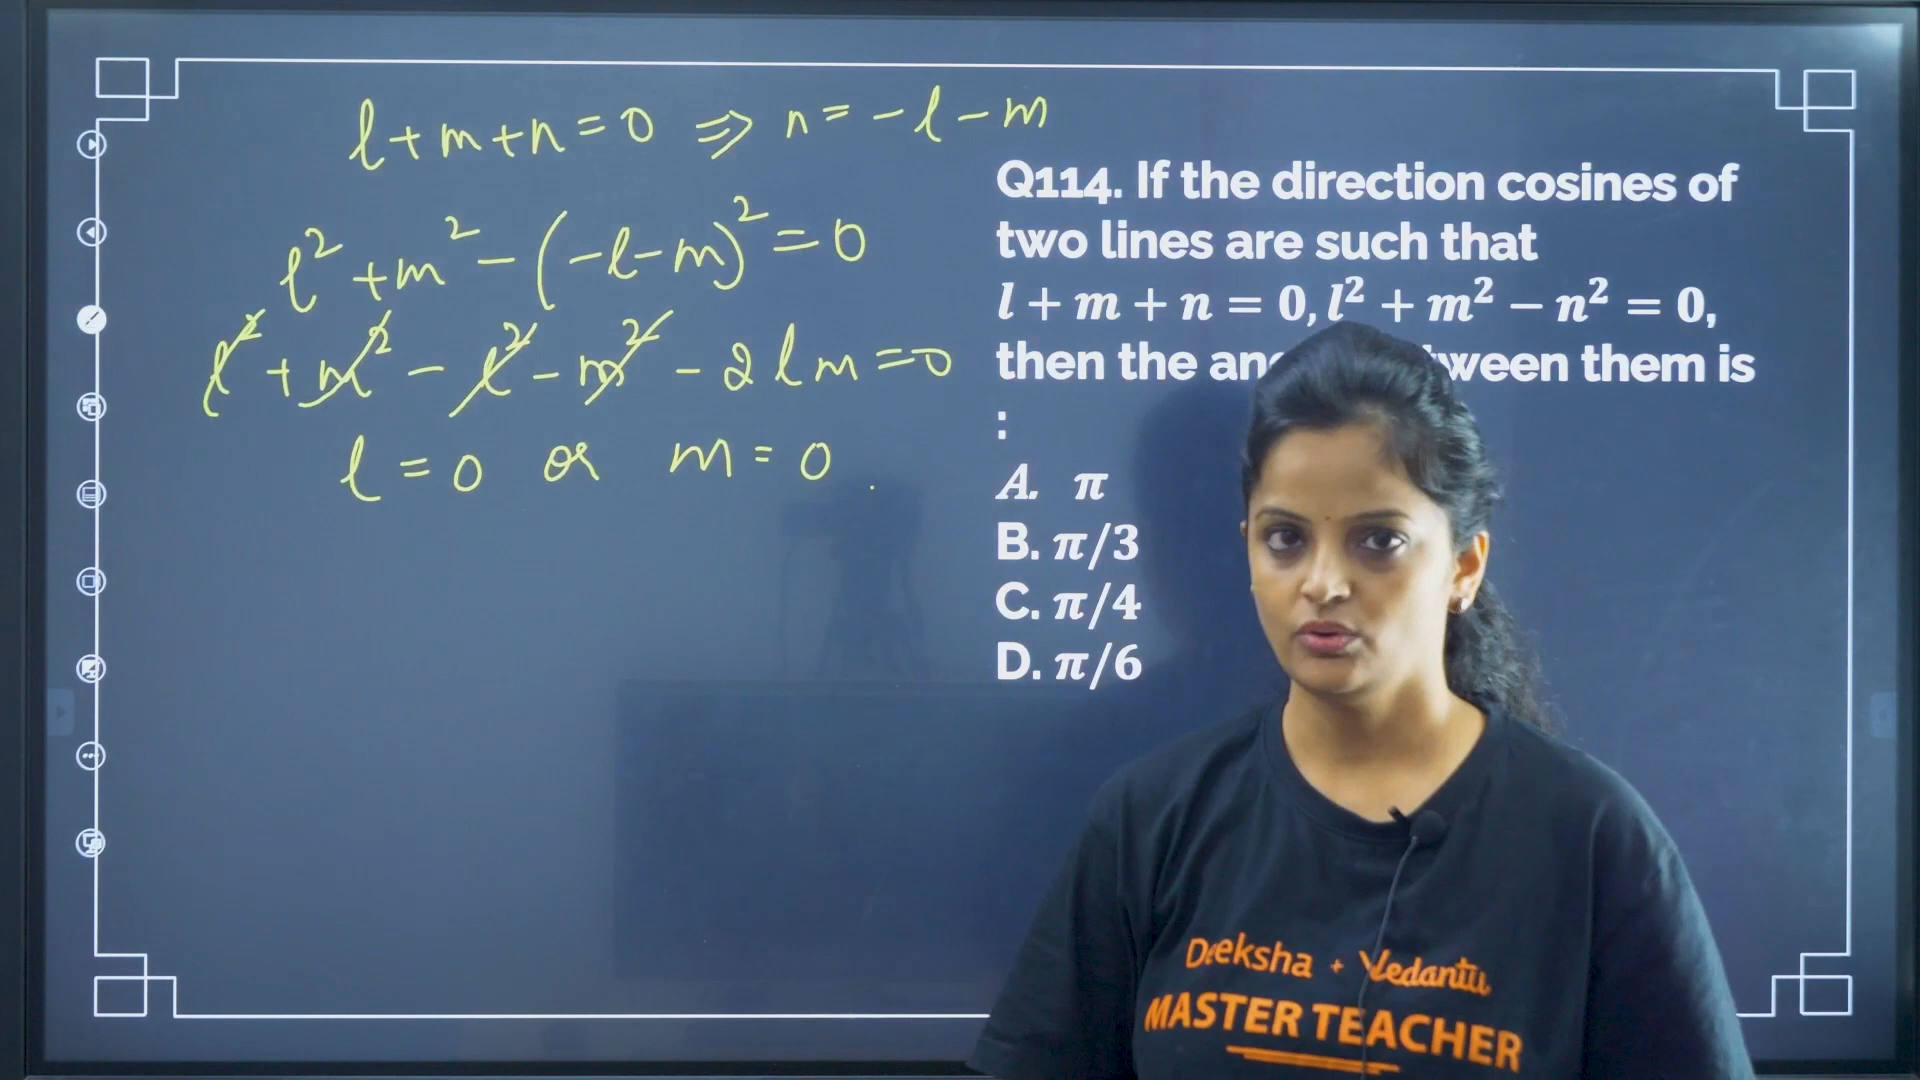 l + m + n = 0 ⇒ n = -l - m
l² + m² - (-l - m)² = 0
l² + m² - l² - m² - 2lm = 0
l = 0 or m = 0
Q114. If the direction cosines of
two lines are such that
l + m + n = 0, l² + m² − n² = 0,
then the an ween them is
:
A. π
B. π/3
C. π/4
D. π/6
Deeksha + Vedantu
MASTER TEACHER